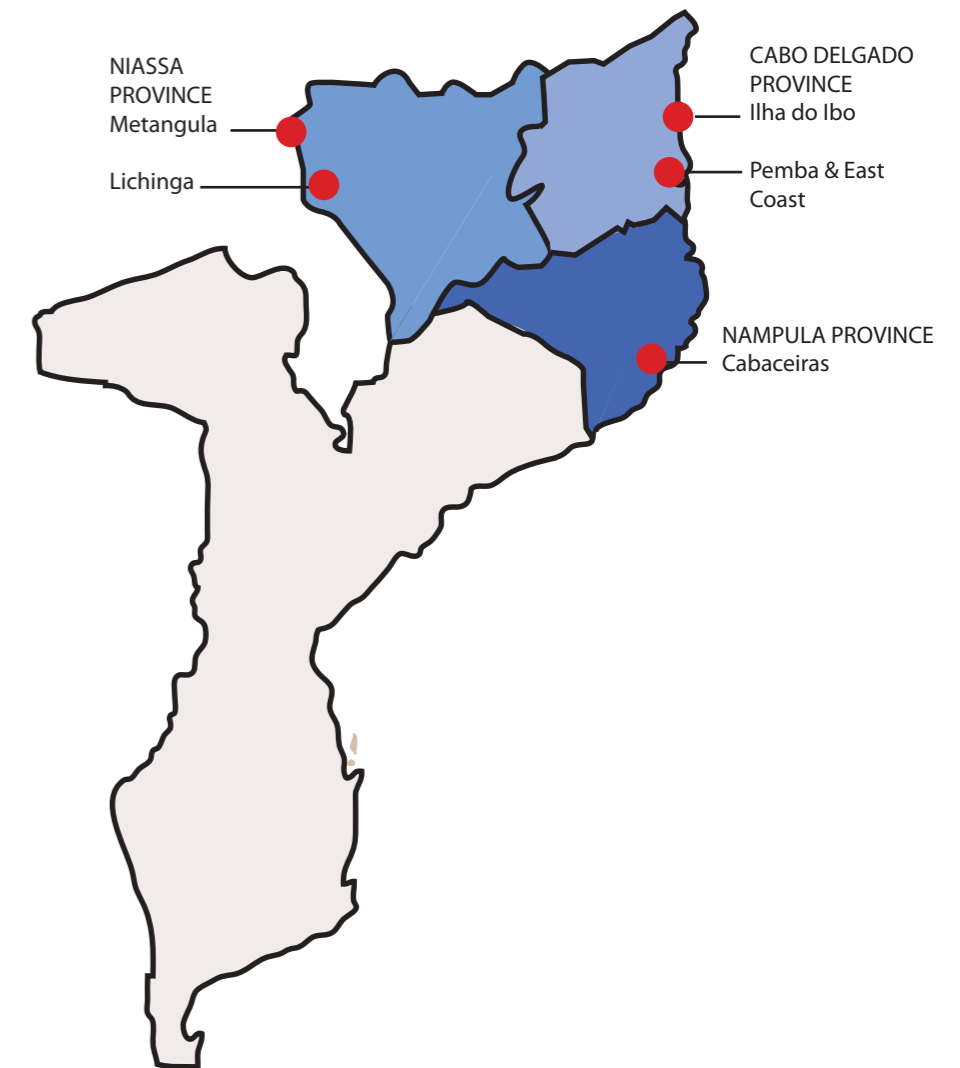 NIASSA
PROVINCE
Metangula
Lichinga
CABO DELGADO
PROVINCE
Ilha do Ibo
Pemba & East
Coast
NAMPULA PROVINCE
Cabaceiras